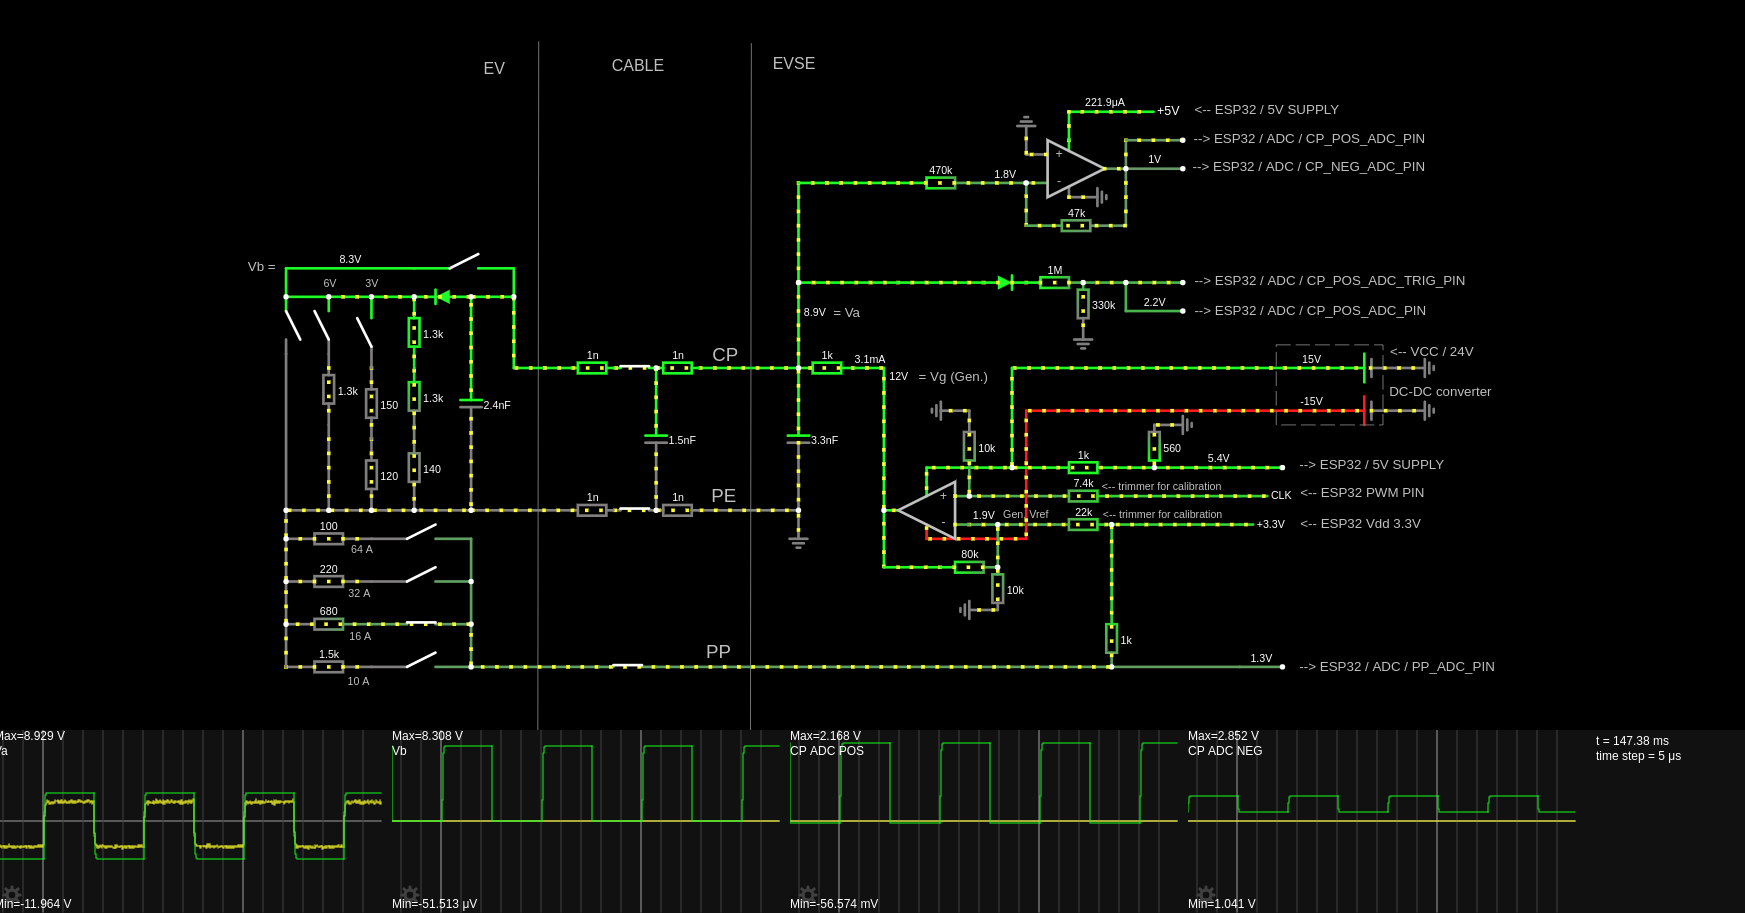 EV
CABLE
EVSE
221.9μA
+5V
<-- ESP32 / 5V SUPPLY
--> ESP32 / ADC / CP_POS_ADC_PIN
1V
--> ESP32 / ADC / CP_NEG_ADC_PIN
+
-
470k
1.8V
47k
Vb =
8.3V
6V
3V
1M
--> ESP32 / ADC / CP_POS_ADC_TRIG_PIN
330k
2.2V
--> ESP32 / ADC / CP_POS_ADC_PIN
8.9V = Va
1.3k
1n
1n
CP
1k
3.1mA
15V
<-- VCC / 24V
12V = Vg (Gen.)
DC-DC converter
1.3k
150
1.3k
2.4nF
-15V
1.5nF
3.3nF
10k
560
1k
5.4V
--> ESP32 / 5V SUPPLY
120
140
7.4k
<-- trimmer for calibration
CLK
<-- ESP32 PWM PIN
1n
1n
PE
+
-
1.9V
Gen. Vref
22k
<-- trimmer for calibration
+3.3V
<-- ESP32 Vdd 3.3V
100
64 A
80k
220
32 A
10k
680
16 A
1k
1.5k
10 A
PP
1.3V
--> ESP32 / ADC / PP_ADC_PIN
Max=8.929 V
Va
Max=8.308 V
Vb
Max=2.168 V
CP ADC POS
Max=2.852 V
CP ADC NEG
t = 147.38 ms
time step = 5 μs
Min=-11.964 V
Min=-51.513 μV
Min=-56.574 mV
Min=1.041 V